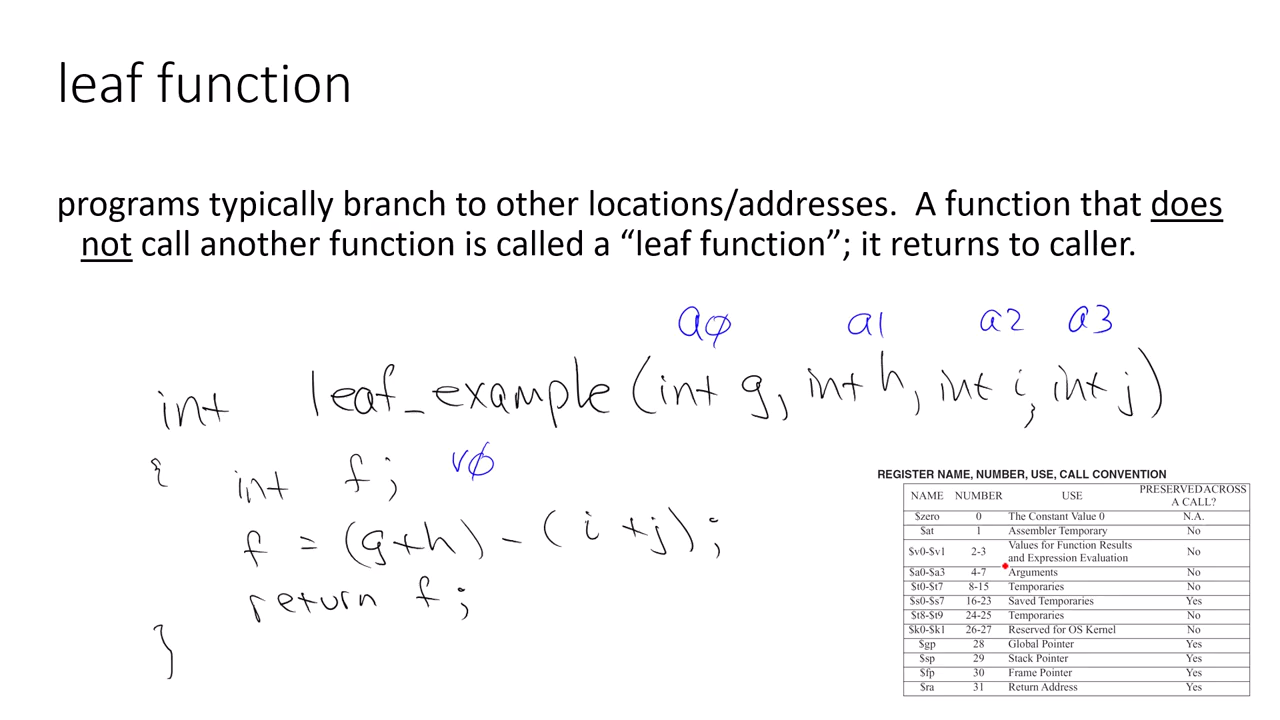 leaf function
programs typically branch to other locations/addresses. A function that does
not call another function is called a “leaf function”; it returns to caller.
aϕ a1 a2 a3
int leaf_example(int g, int h, int i, int j)
{ int f; vϕ
f = (g+h) - (i+j);
return f;
}
REGISTER NAME, NUMBER, USE, CALL CONVENTION
NAME NUMBER USE PRESERVED ACROSS A CALL?
$zero 0 The Constant Value 0 N.A.
$at 1 Assembler Temporary No
$v0-$v1 2-3 Values for Function Results and Expression Evaluation No
$a0-$a3 4-7 Arguments No
$t0-$t7 8-15 Temporaries No
$s0-$s7 16-23 Saved Temporaries Yes
$t8-$t9 24-25 Temporaries No
$k0-$k1 26-27 Reserved for OS Kernel No
$gp 28 Global Pointer Yes
$sp 29 Stack Pointer Yes
$fp 30 Frame Pointer Yes
$ra 31 Return Address Yes